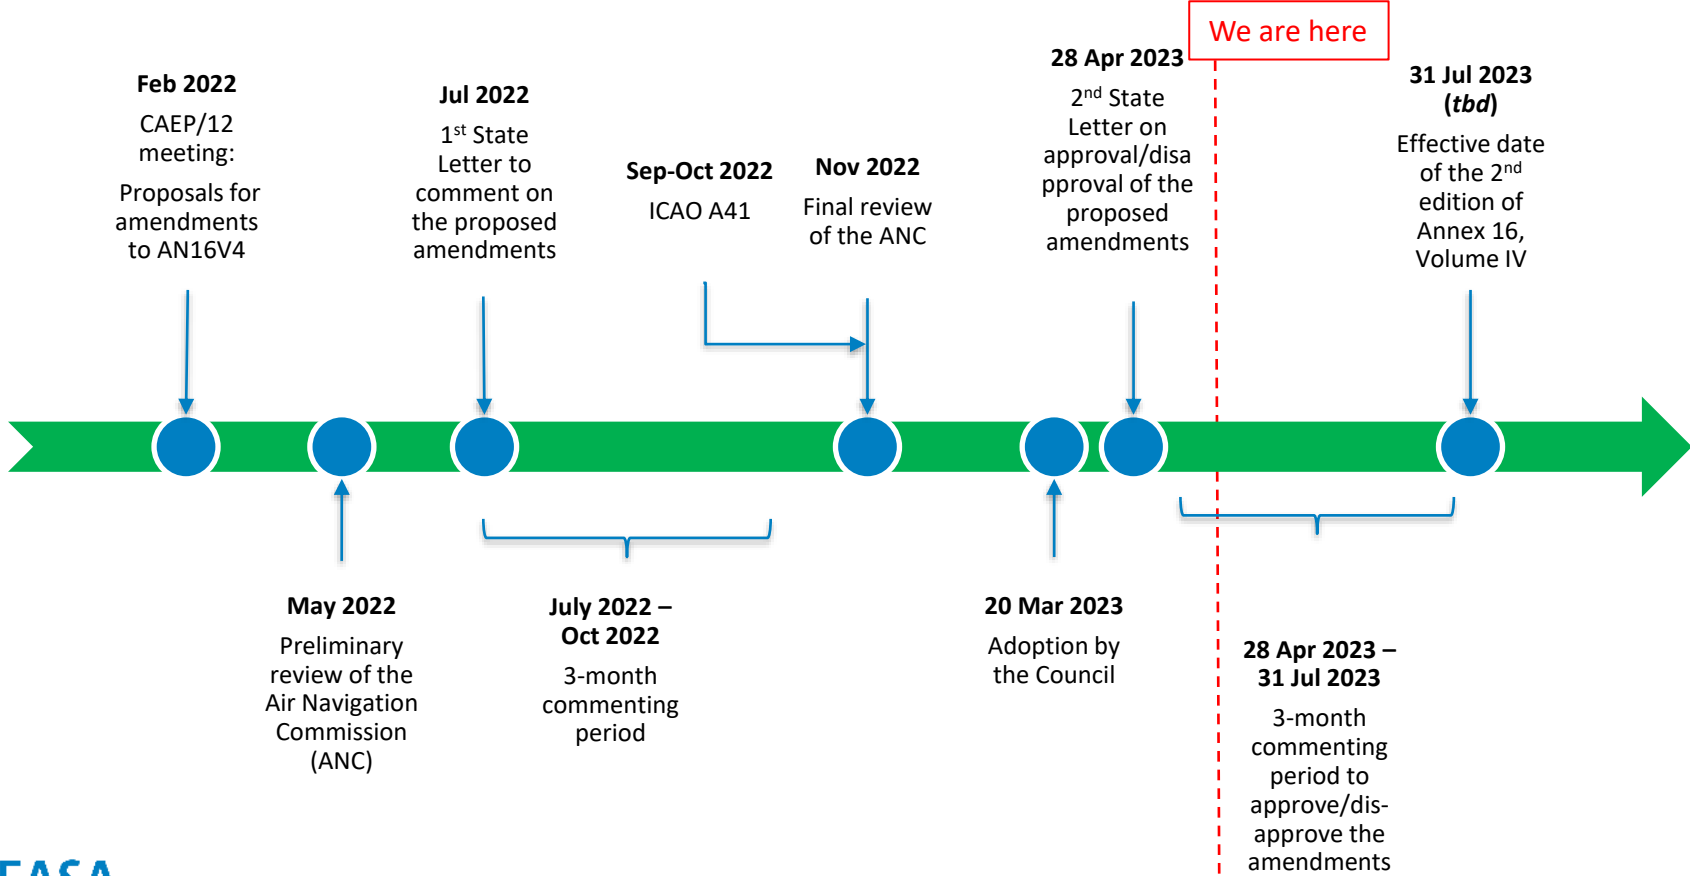 We are here
Feb 2022
CAEP/12
meeting:
Proposals for
amendments
to AN16V4
Jul 2022
1st State
Letter to
comment on
the proposed
amendments
Sep-Oct 2022
ICAO A41
Nov 2022
Final review
of the ANC
28 Apr 2023
2nd State
Letter on
approval/disa
pproval of the
proposed
amendments
31 Jul 2023
(tbd)
Effective date
of the 2nd
edition of
Annex 16,
Volume IV
May 2022
Preliminary
review of the
Air Navigation
Commission
(ANC)
July 2022 –
Oct 2022
3-month
commenting
period
20 Mar 2023
Adoption by
the Council
28 Apr 2023 –
31 Jul 2023
3-month
commenting
period to
approve/dis-
approve the
amendments
EASA